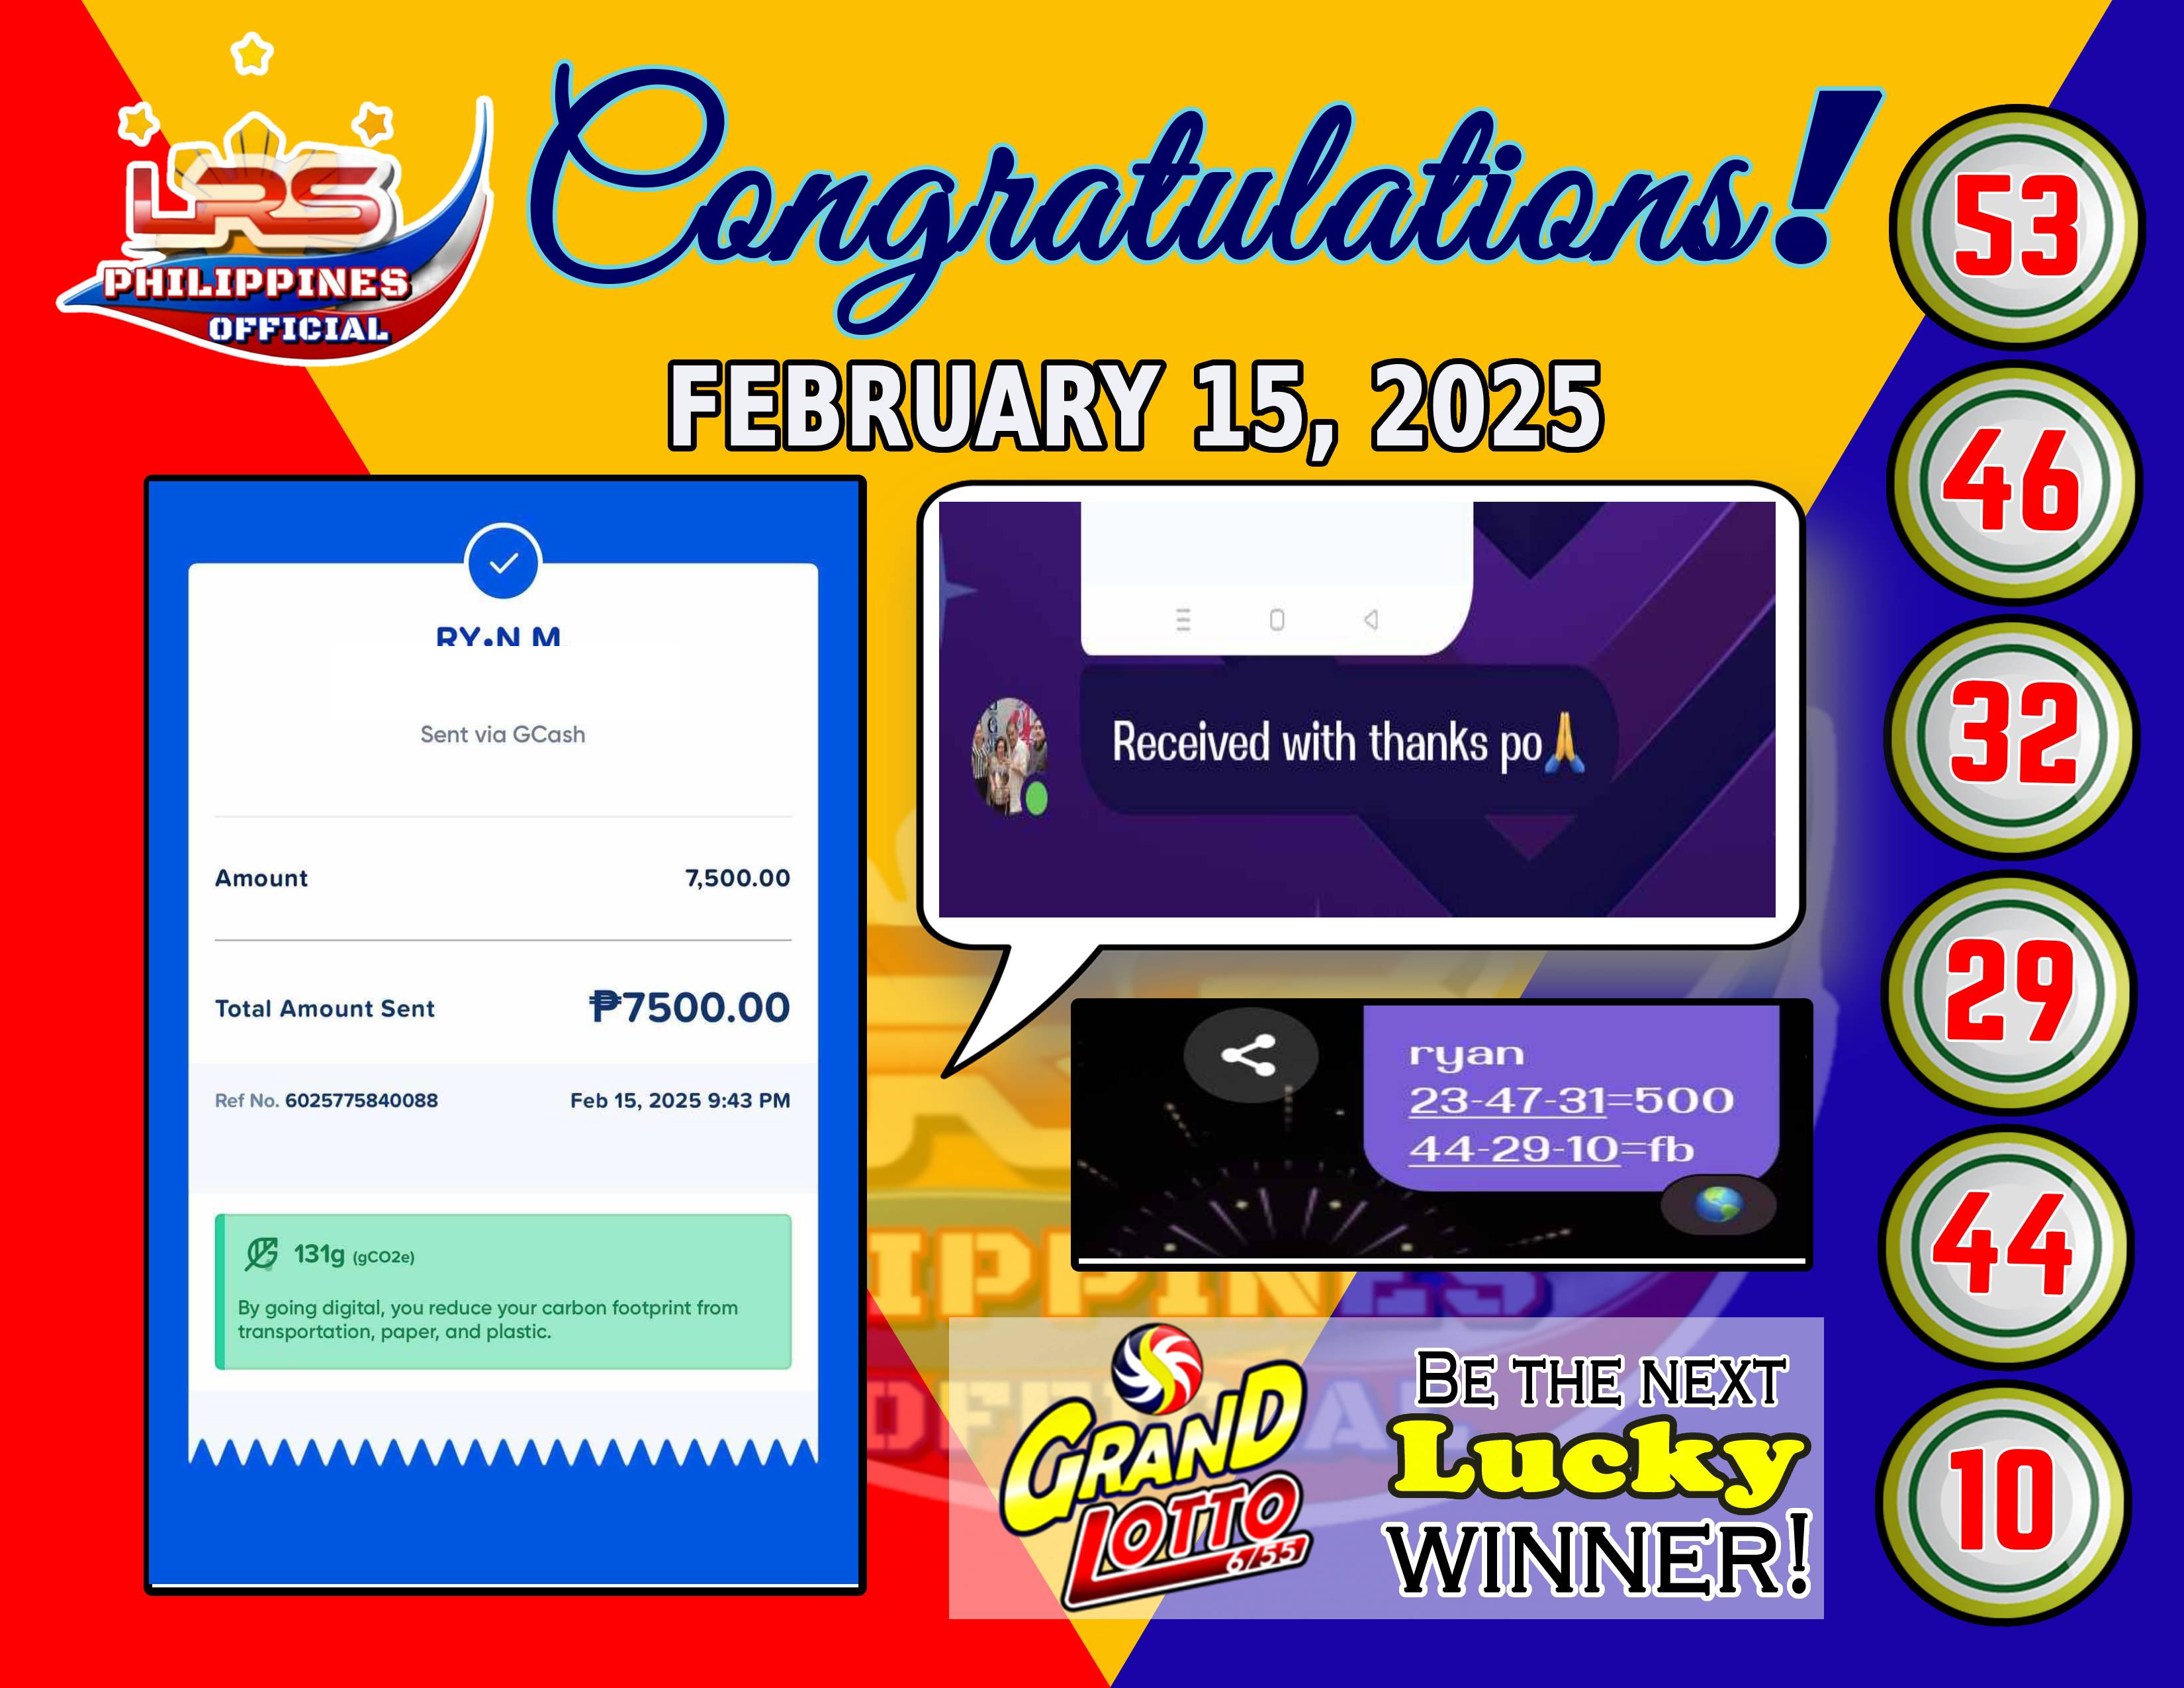 LRS
PHILIPPINES
OFFICIAL
Congratulations!
FEBRUARY 15, 2025
RY•N M.
Sent via GCash
Amount 7,500.00
Total Amount Sent ₱7500.00
Ref No. 6025775840088 Feb 15, 2025 9:43 PM
131g (gCO2e)
By going digital, you reduce your carbon footprint from
transportation, paper, and plastic.
Received with thanks po🙏
ryan
23-47-31=500
44-29-10=fb
GRAND
LOTTO
6/55
BE THE NEXT
Lucky
WINNER!
53
46
32
29
44
10